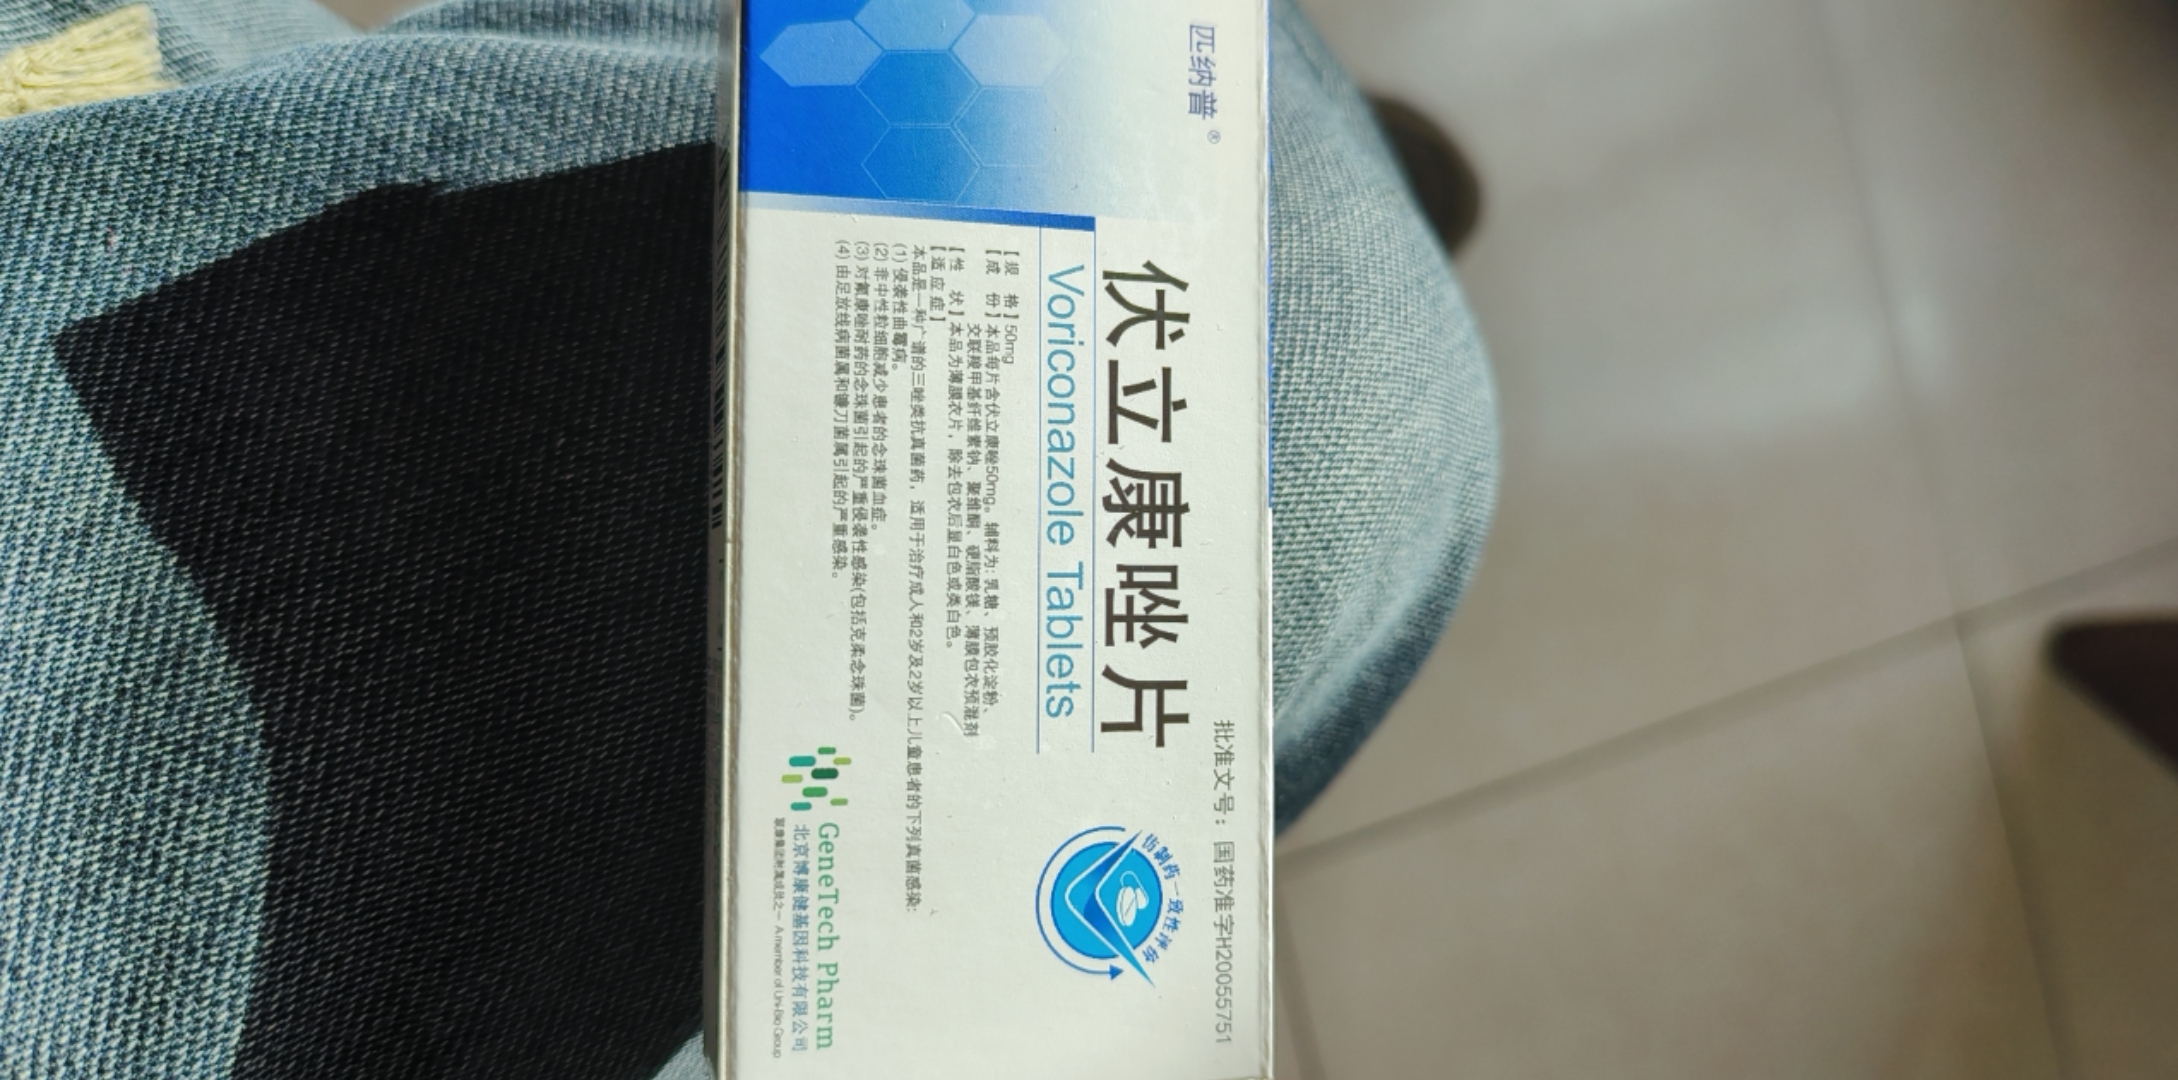 匹纳普®
批准文号：国药准字H20055751
伏立康唑片
Voriconazole Tablets
仿制药一致性评价
【规 格】50mg
【成 份】本品每片含伏立康唑50mg。辅料为：乳糖、预胶化淀粉、
交联羧甲基纤维素钠、聚维酮、硬脂酸镁、薄膜包衣预混剂
【性 状】本品为薄膜衣片，除去包衣后显白色或类白色。
【适应症】
本品是一种广谱的三唑类抗真菌药，适用于治疗成人和2岁及2岁以上儿童患者的下列真菌感染：
(1) 侵袭性曲霉病。
(2) 非中性粒细胞减少患者的念珠菌血症。
(3) 对氟康唑耐药的念珠菌引起的严重侵袭性感染(包括克柔念珠菌)。
(4) 由足放线病菌属和镰刀菌属引起的严重感染。
GeneTech Pharm
北京博康健基因科技有限公司
A member of Uni-Bio Group